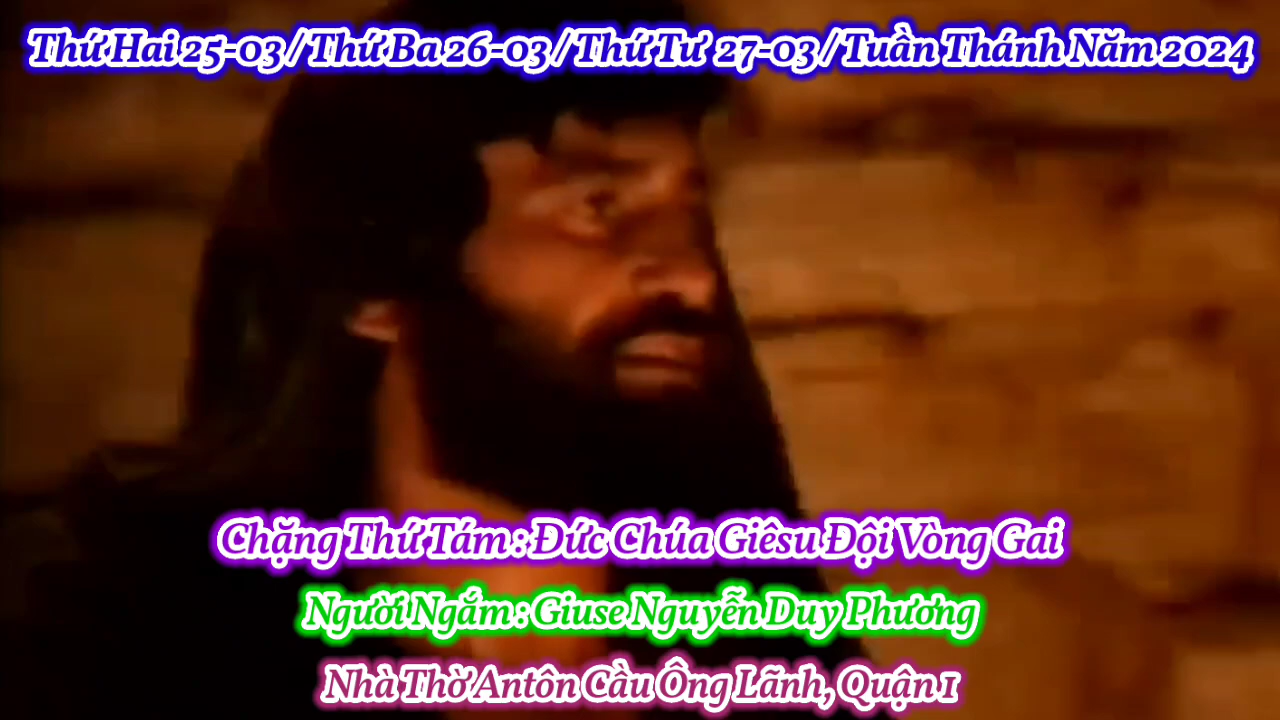 Thứ Hai 25-03 / Thứ Ba 26-03 / Thứ Tư 27-03 / Tuần Thánh Năm 2024
Chặng Thứ Tám : Đức Chúa Giêsu Đội Vòng Gai
Người Ngắm : Giuse Nguyễn Duy Phương
Nhà Thờ Antôn Cầu Ông Lãnh, Quận 1